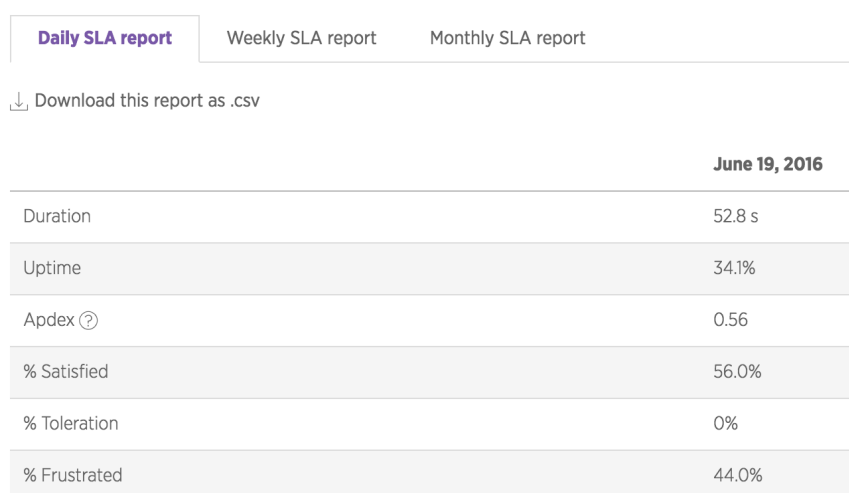 Daily SLA report Weekly SLA report Monthly SLA report
Download this report as .csv
June 19, 2016
Duration 52.8 s
Uptime 34.1%
Apdex ? 0.56
% Satisfied 56.0%
% Toleration 0%
% Frustrated 44.0%